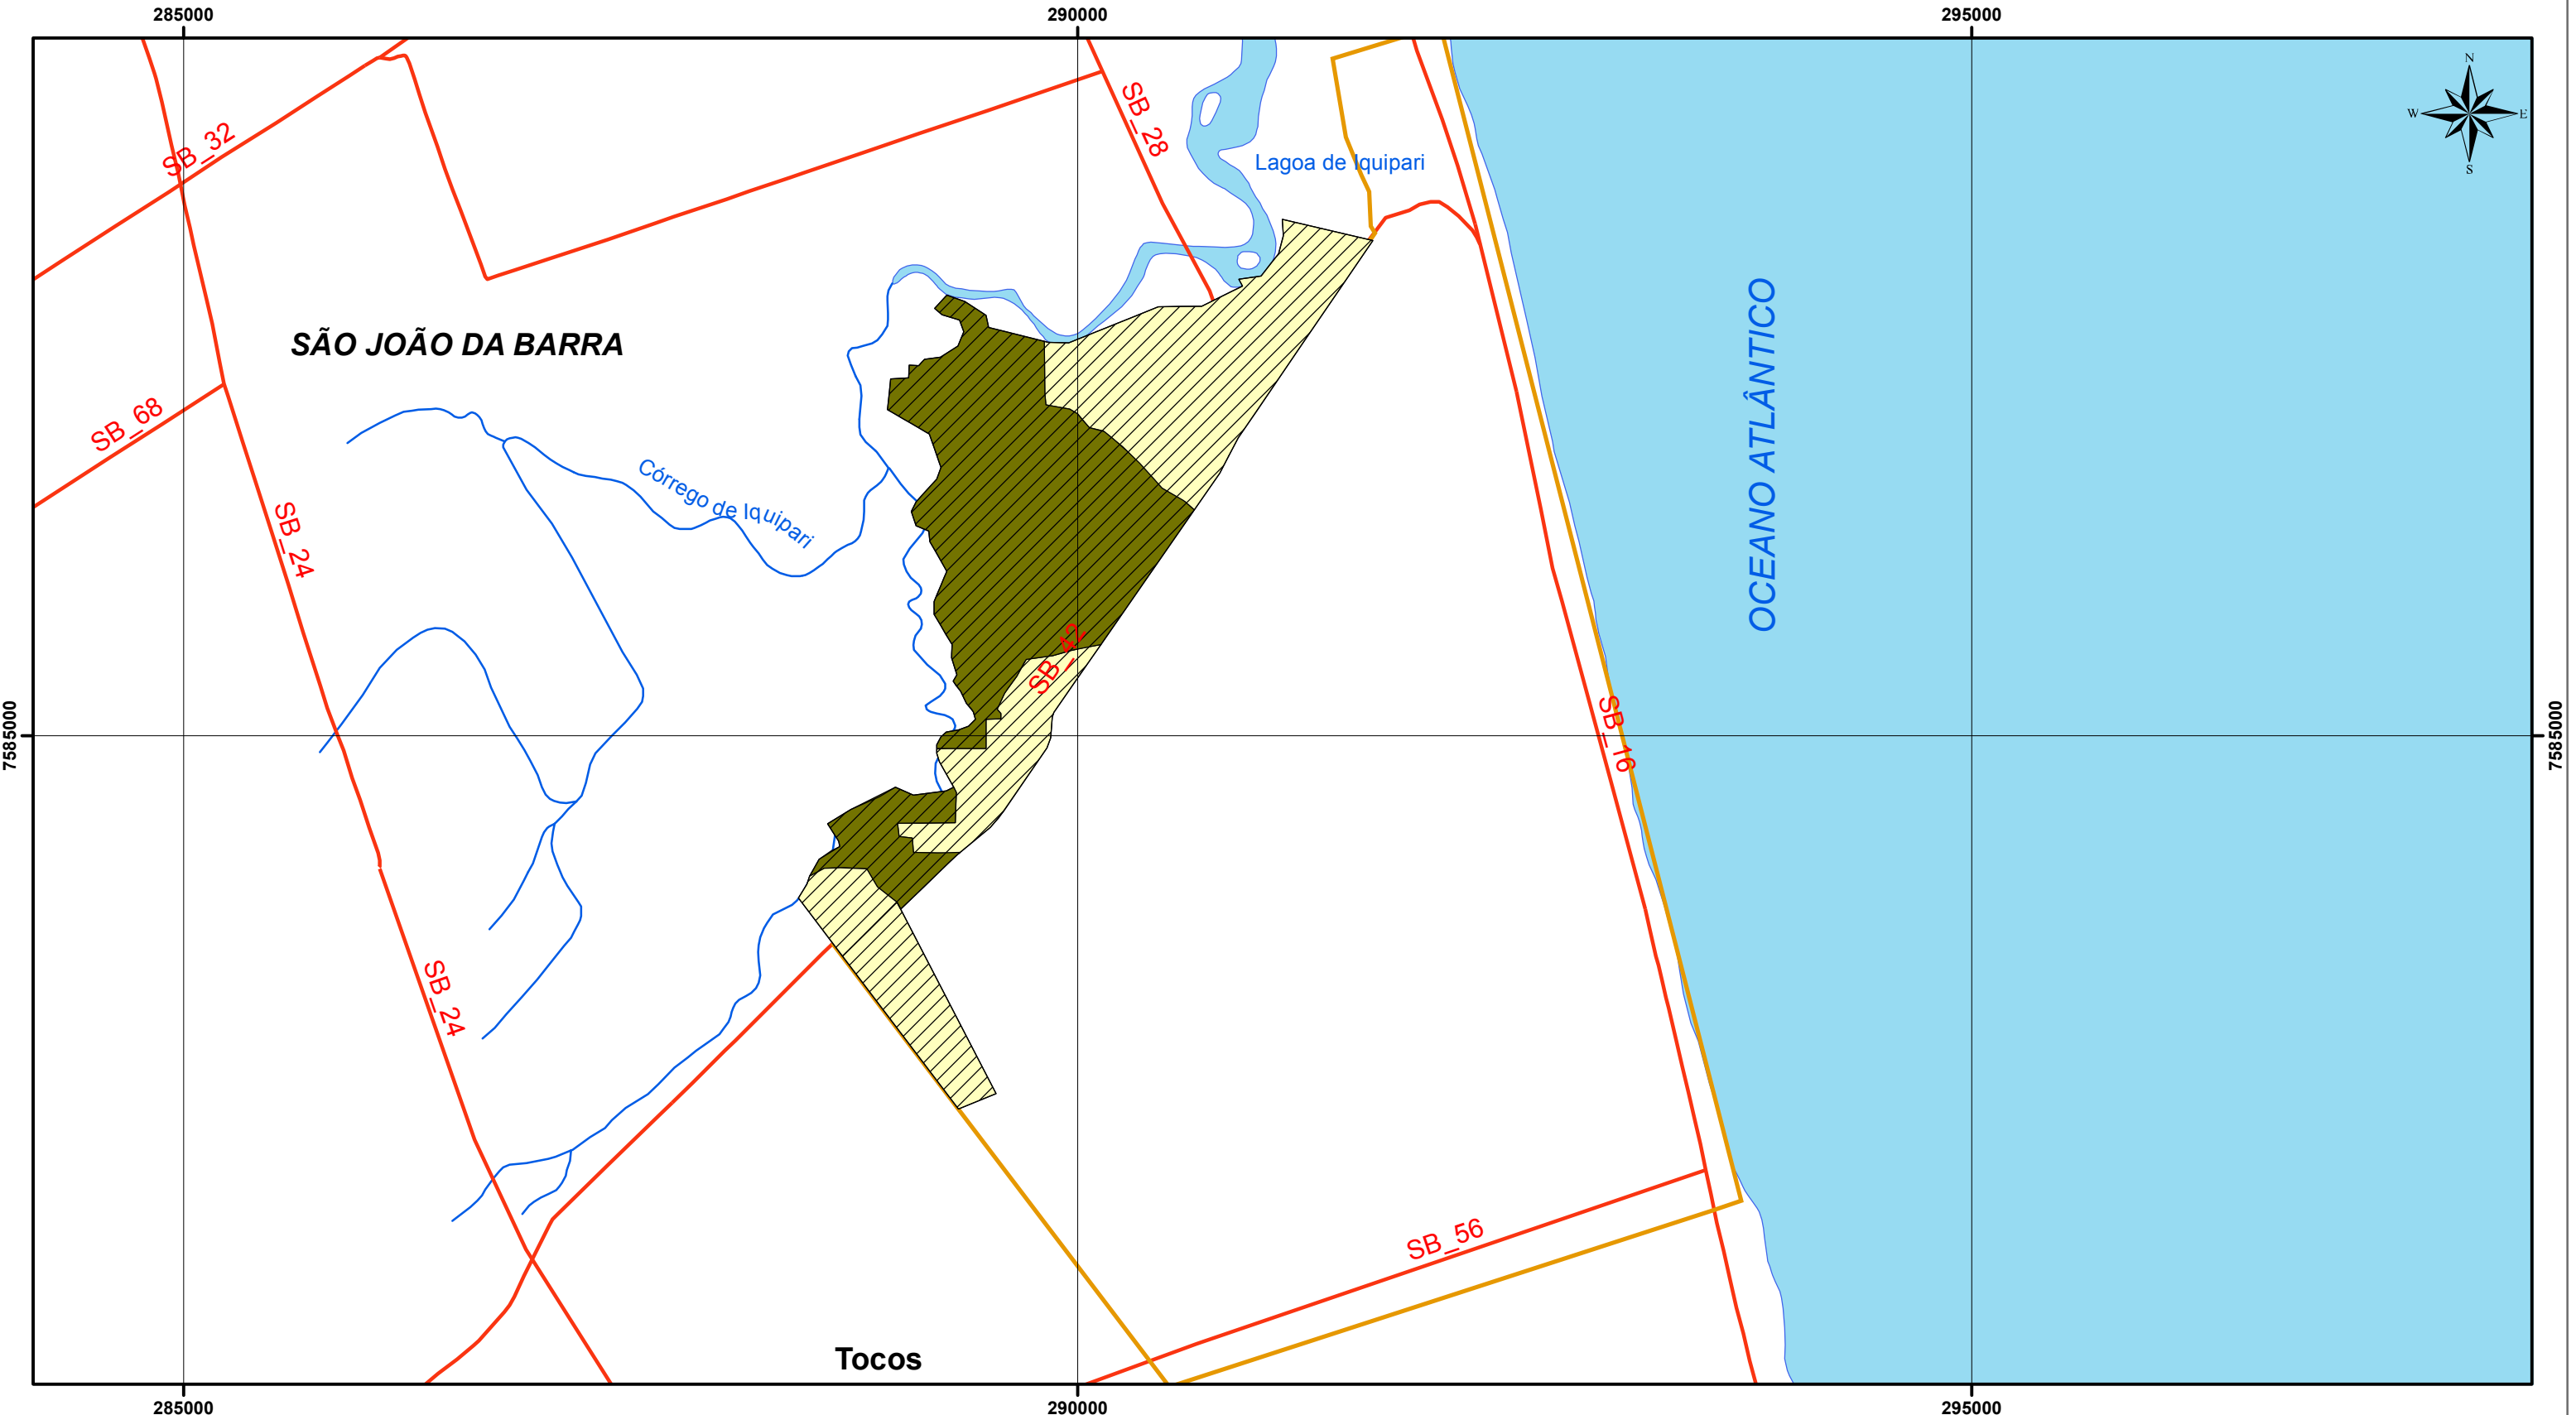 285000
290000
295000
N
W
E
S
SB_32
SB_28
Lagoa de Iquipari
SÃO JOÃO DA BARRA
OCEANO ATLÂNTICO
SB_68
Córrego de Iquipari
SB_24
SB_42
7585000
7585000
SB_16
SB_24
SB_56
Tocos
285000
290000
295000